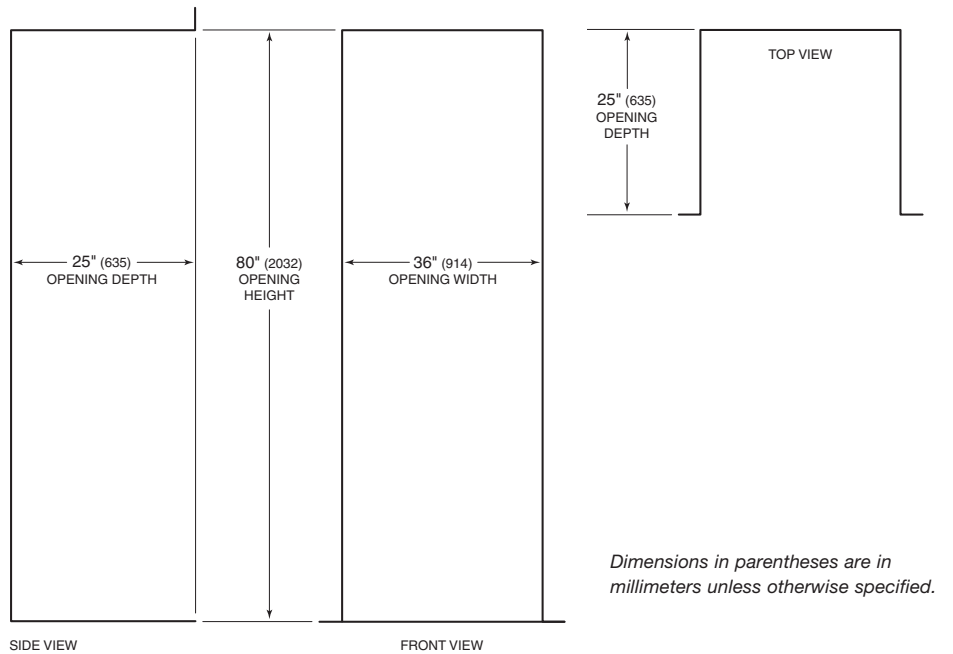 TOP VIEW
25" (635)
OPENING
DEPTH
25" (635)
OPENING DEPTH
80" (2032)
OPENING
HEIGHT
36" (914)
OPENING WIDTH
Dimensions in parentheses are in
millimeters unless otherwise specified.
SIDE VIEW
FRONT VIEW